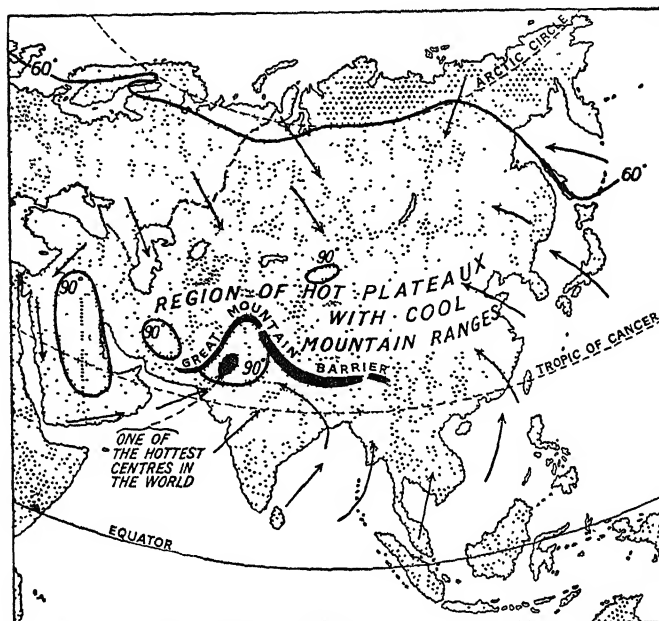 60°
ARCTIC CIRCLE
60°
90
90°
REGION OF HOT PLATEAUX
WITH COOL
MOUNTAIN RANGES
90°
GREAT MOUNTAIN BARRIER
90°
TROPIC OF CANCER
ONE OF
THE HOTTEST
CENTRES IN
THE WORLD
EQUATOR